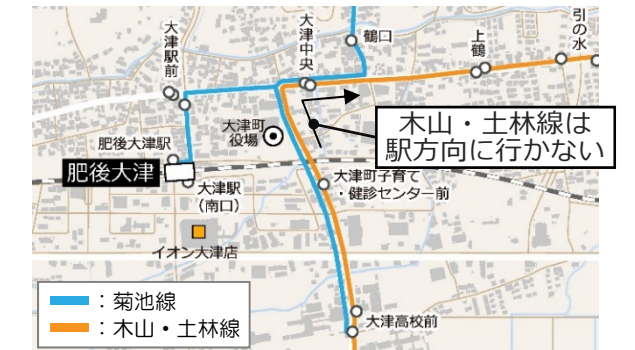 大津駅前
大津中央
鶴口
上鶴
引の水
大津町
役場
木山・土林線は
駅方向に行かない
肥後大津駅
肥後大津
大津駅
（南口）
大津町子育て
・健診センター前
イオン大津店
：菊池線
：木山・土林線
大津高校前